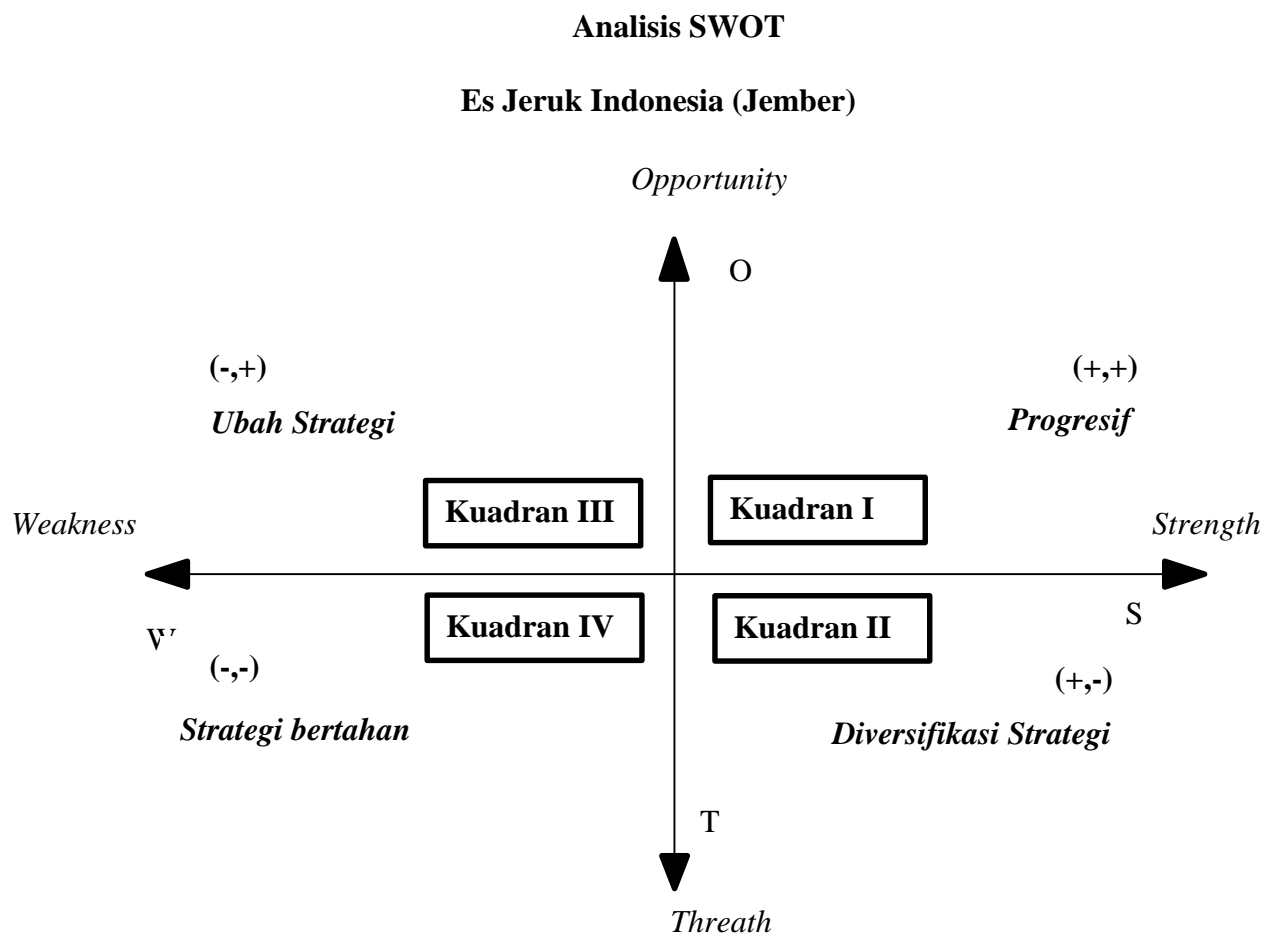 Analisis SWOT
Es Jeruk Indonesia (Jember)
Opportunity
O
(-,+)
(+,+)
Ubah Strategi
Progresif
Kuadran III
Kuadran I
Weakness
Strength
Kuadran IV
Kuadran II
S
W
(-,-)
(+,-)
Strategi bertahan
Diversifikasi Strategi
T
Threath